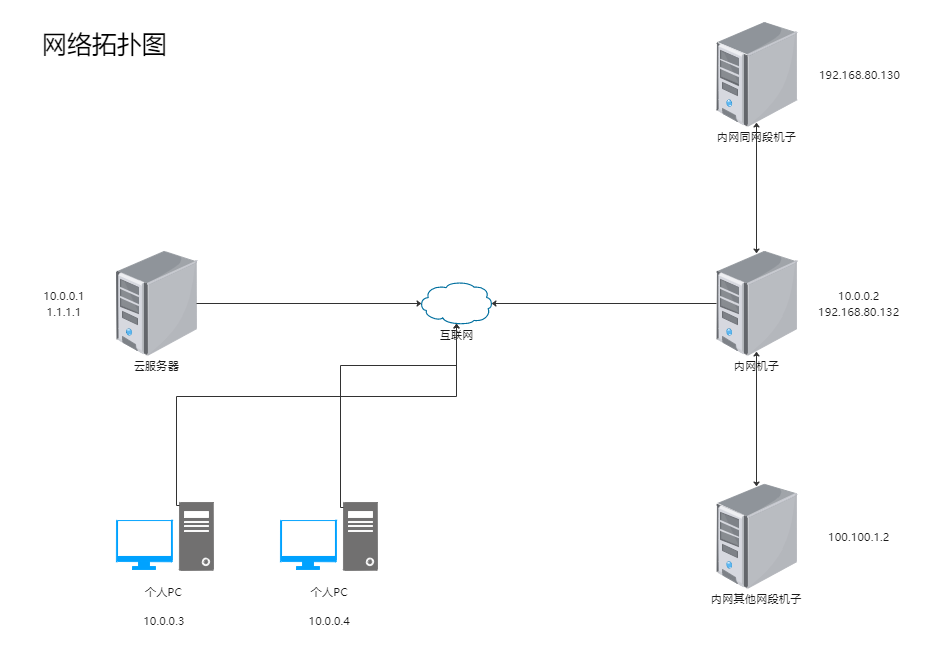 网络拓扑图
192.168.80.130
内网同网段机子
10.0.0.1
1.1.1.1
云服务器
互联网
10.0.0.2
192.168.80.132
内网机子
100.100.1.2
内网其他网段机子
个人PC
10.0.0.3
个人PC
10.0.0.4